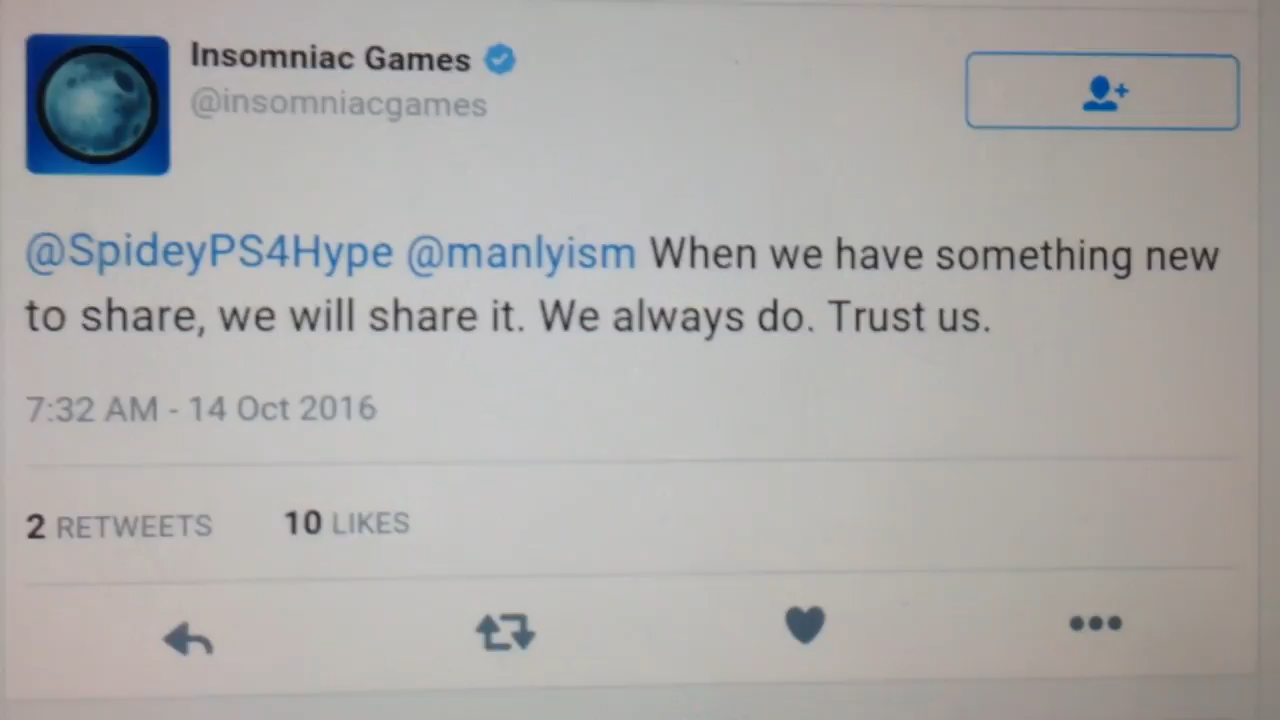 Insomniac Games
@insomniacgames
@SpideyPS4Hype @manlyism When we have something new
to share, we will share it. We always do. Trust us.
7:32 AM - 14 Oct 2016
2 RETWEETS 10 LIKES